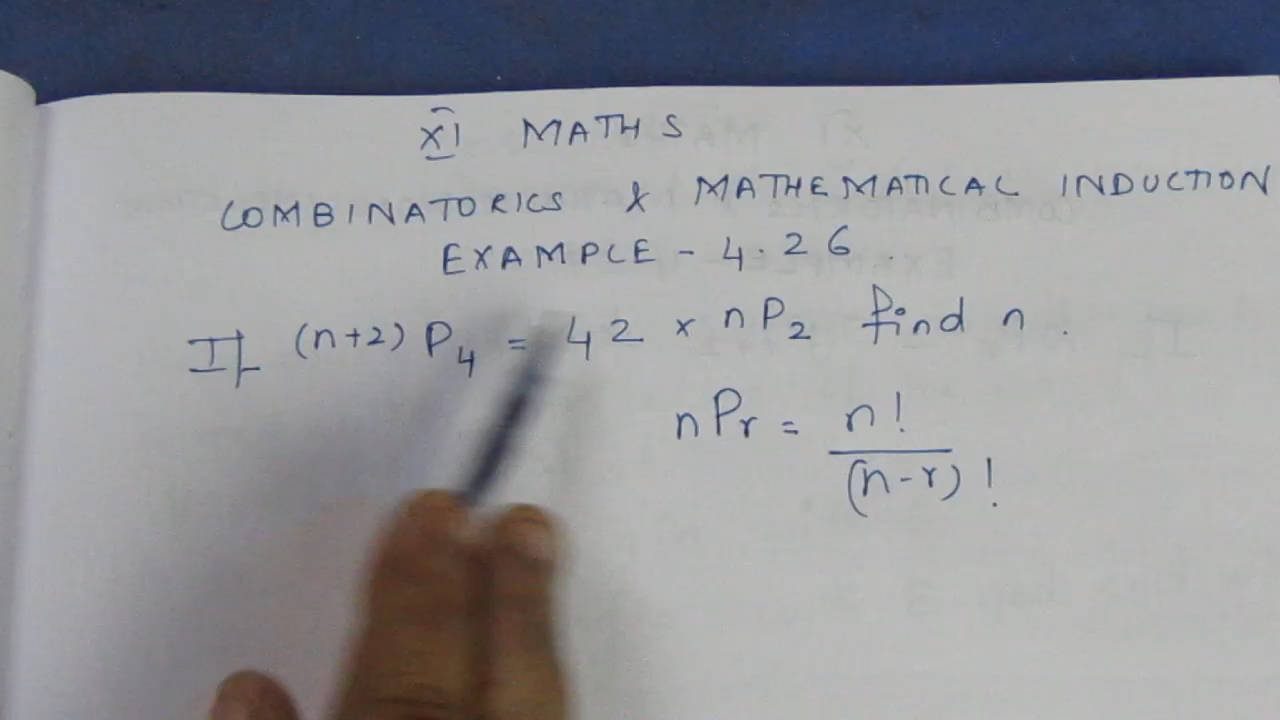 XI MATHS
COMBINATORICS & MATHEMATICAL INDUCTION
EXAMPLE - 4.26.
If (n+2) P₄ = 42 × nP₂ find n.
nPr = n!
(n-r)!